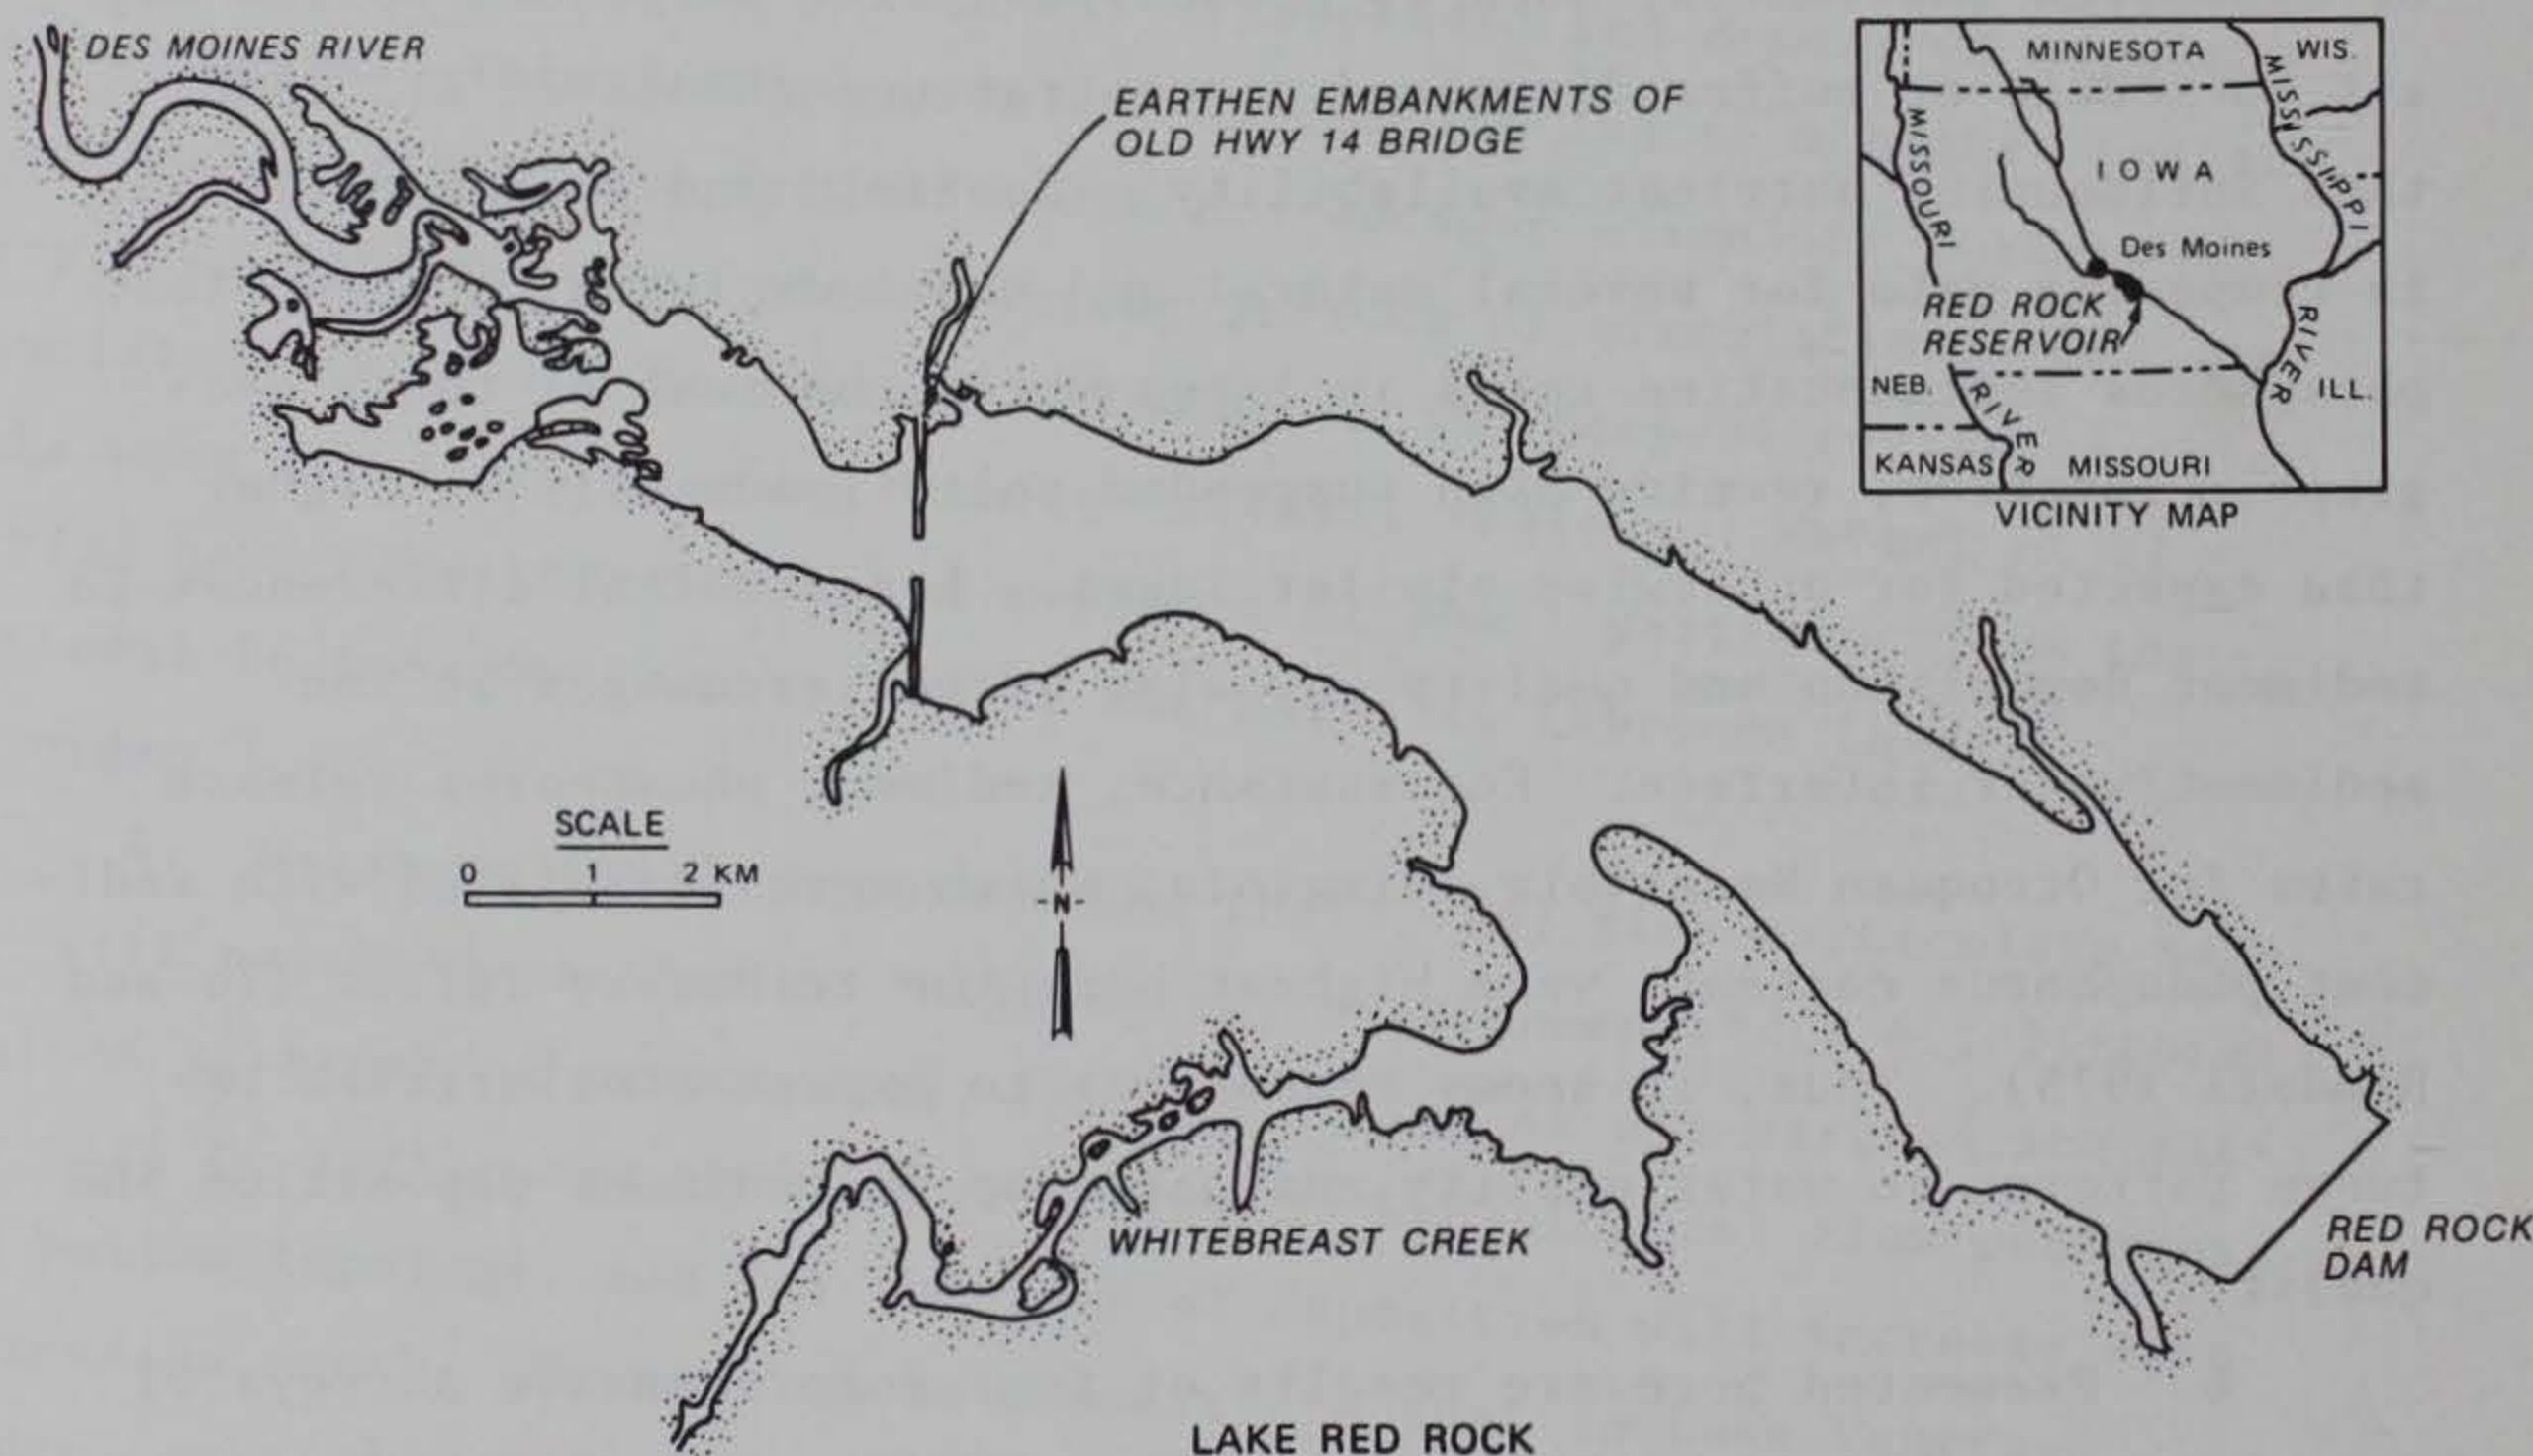 DES MOINES RIVER
EARTHEN EMBANKMENTS OF
OLD HWY 14 BRIDGE
MINNESOTA
WIS.
MISSOURI
MISSISSIPPI
IOWA
Des Moines
RED ROCK
RESERVOIR
RIVER
NEB.
RIVER
ILL.
KANSAS
MISSOURI
VICINITY MAP
SCALE
0 1 2 KM
-N-
WHITEBREAST CREEK
RED ROCK
DAM
LAKE RED ROCK